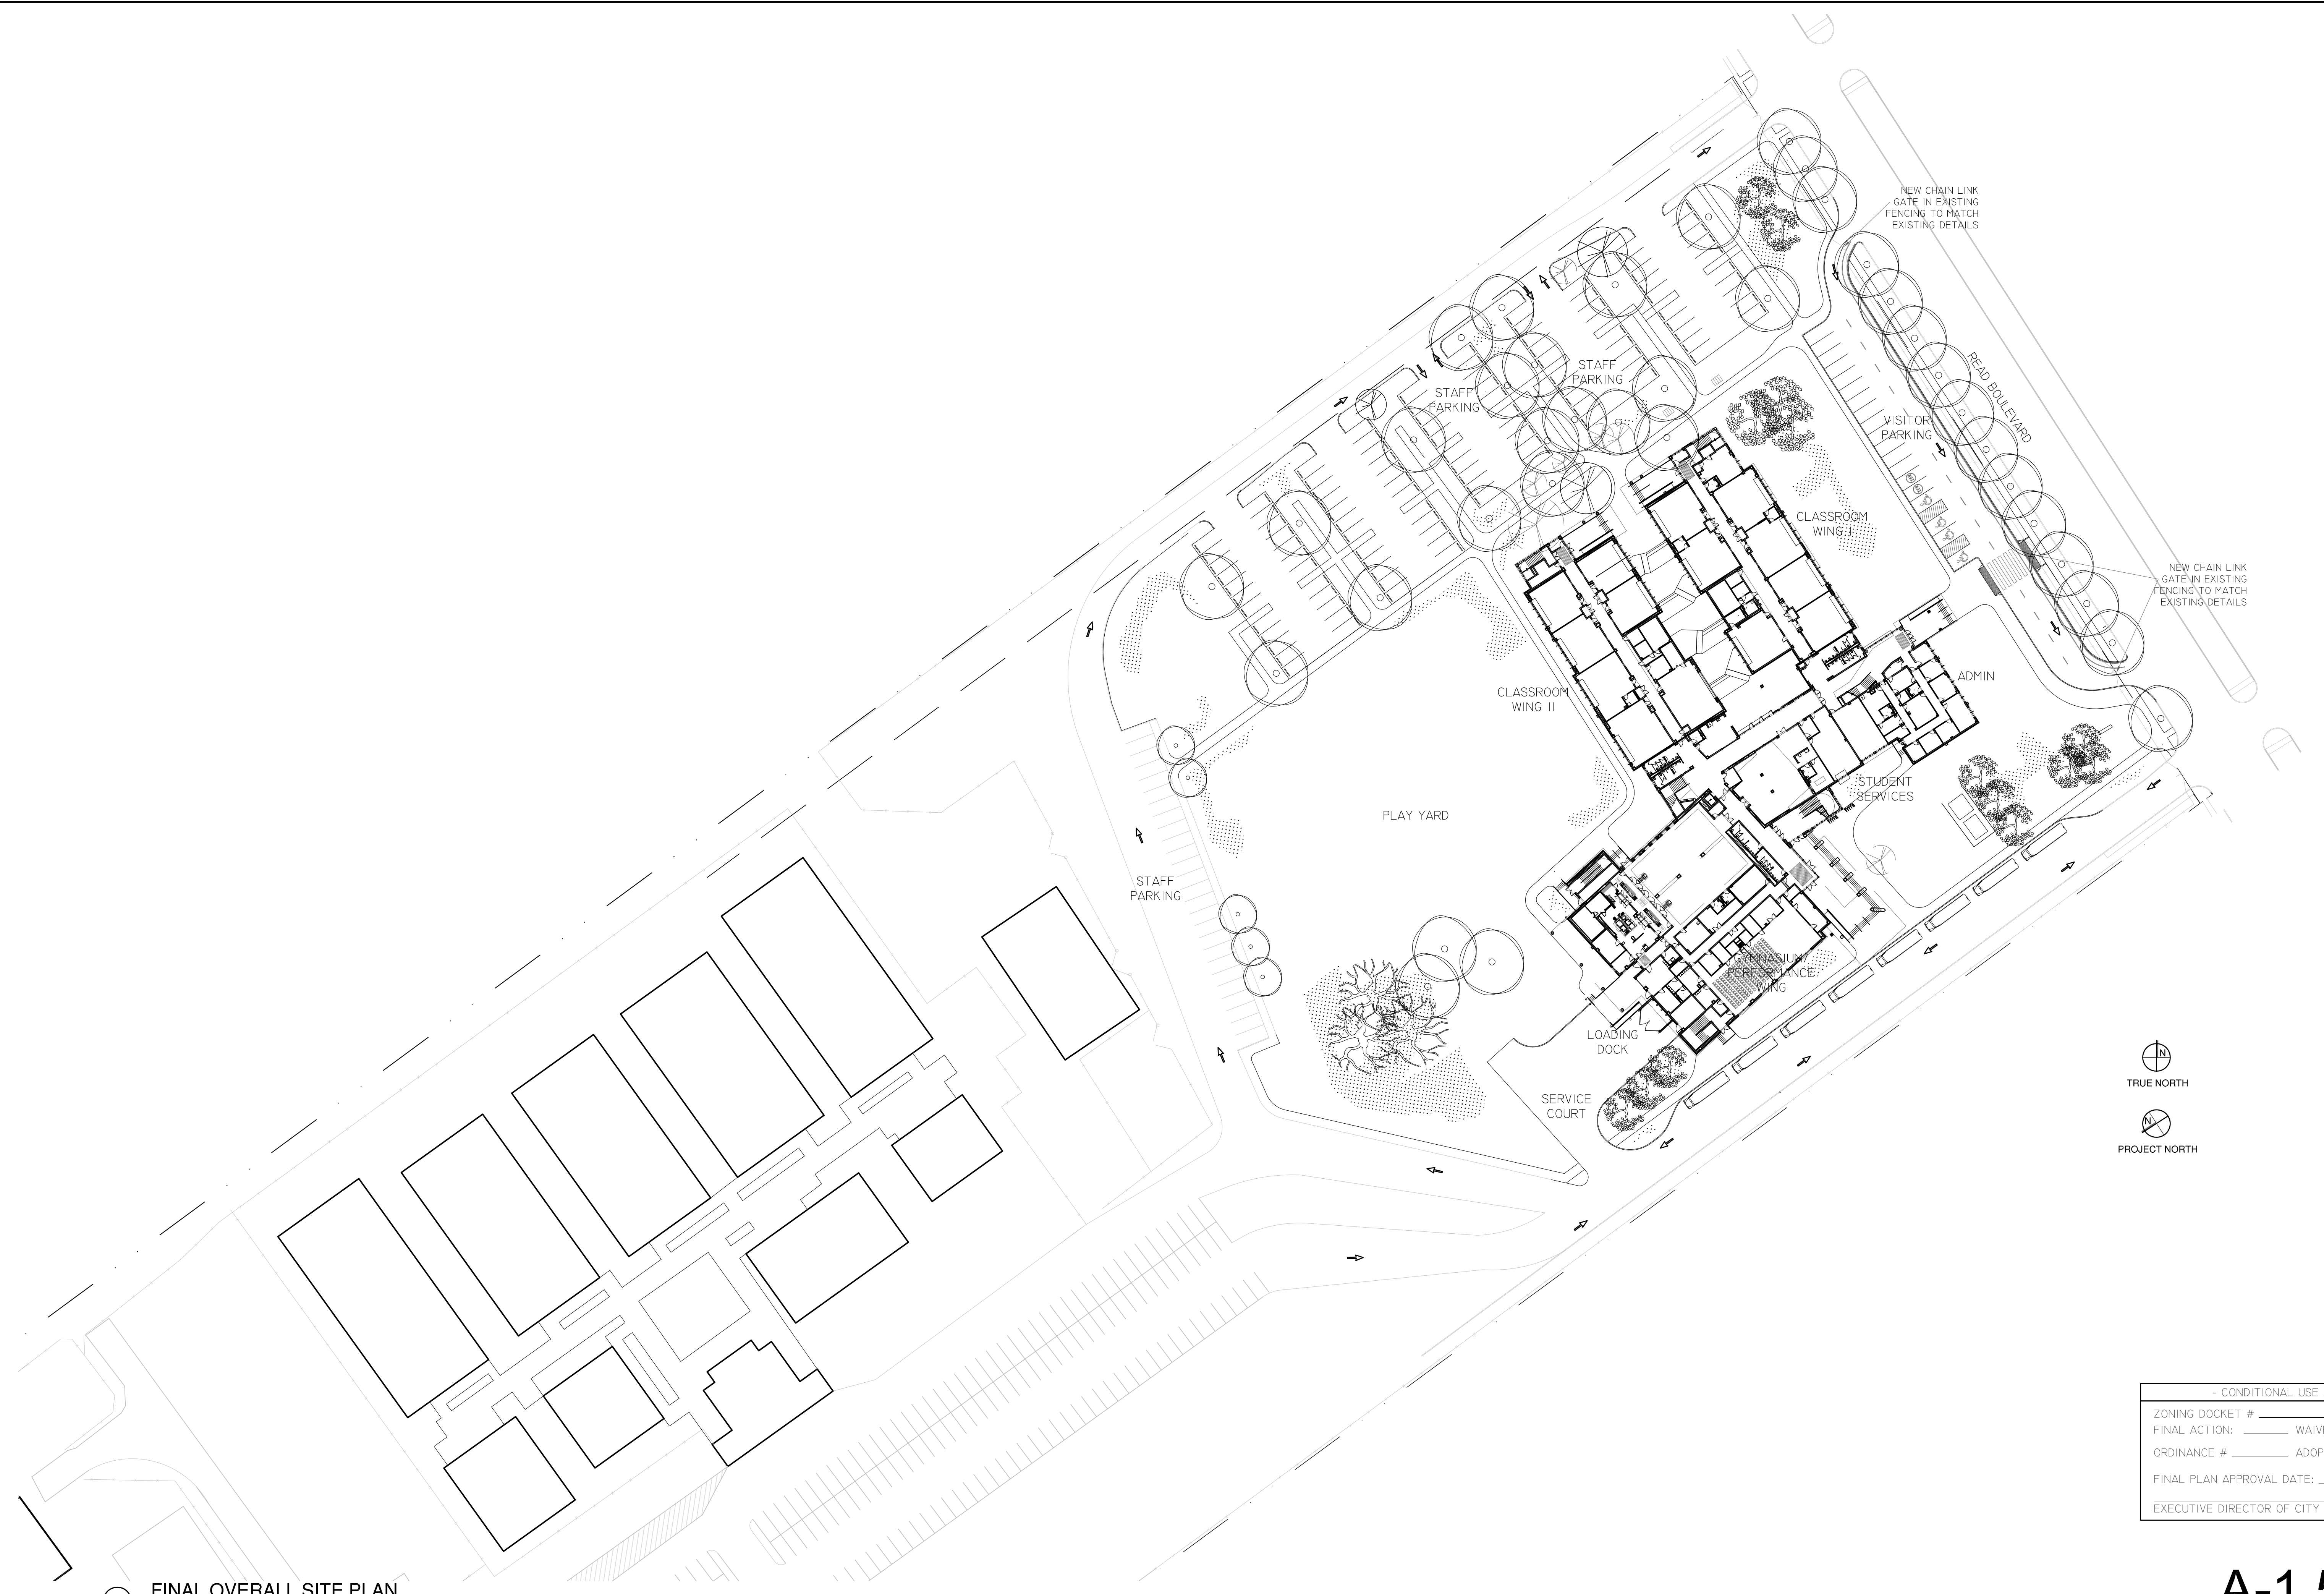 NEW CHAIN LINK
GATE IN EXISTING
FENCING TO MATCH
EXISTING DETAILS
READ BOULEVARD
STAFF
PARKING
STAFF
PARKING
VISITOR
PARKING
CLASSROOM
WING I
NEW CHAIN LINK
GATE IN EXISTING
FENCING TO MATCH
EXISTING DETAILS
CLASSROOM
WING II
ADMIN
STUDENT
SERVICES
PLAY YARD
STAFF
PARKING
GYMNASIUM/
PERFORMANCE
WING
LOADING
DOCK
SERVICE
COURT
N
TRUE NORTH
N
PROJECT NORTH
- CONDITIONAL USE
ZONING DOCKET #
FINAL ACTION: WAIV
ORDINANCE # ADOP
FINAL PLAN APPROVAL DATE:
EXECUTIVE DIRECTOR OF CITY
FINAL OVERALL SITE PLAN
A-1